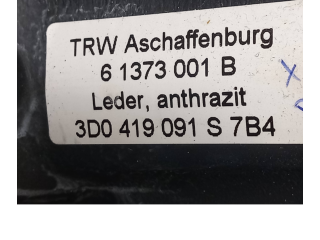 TRW Aschaffenburg
6 1373 001 B
Leder, anthrazit
3D0 419 091 S 7B4